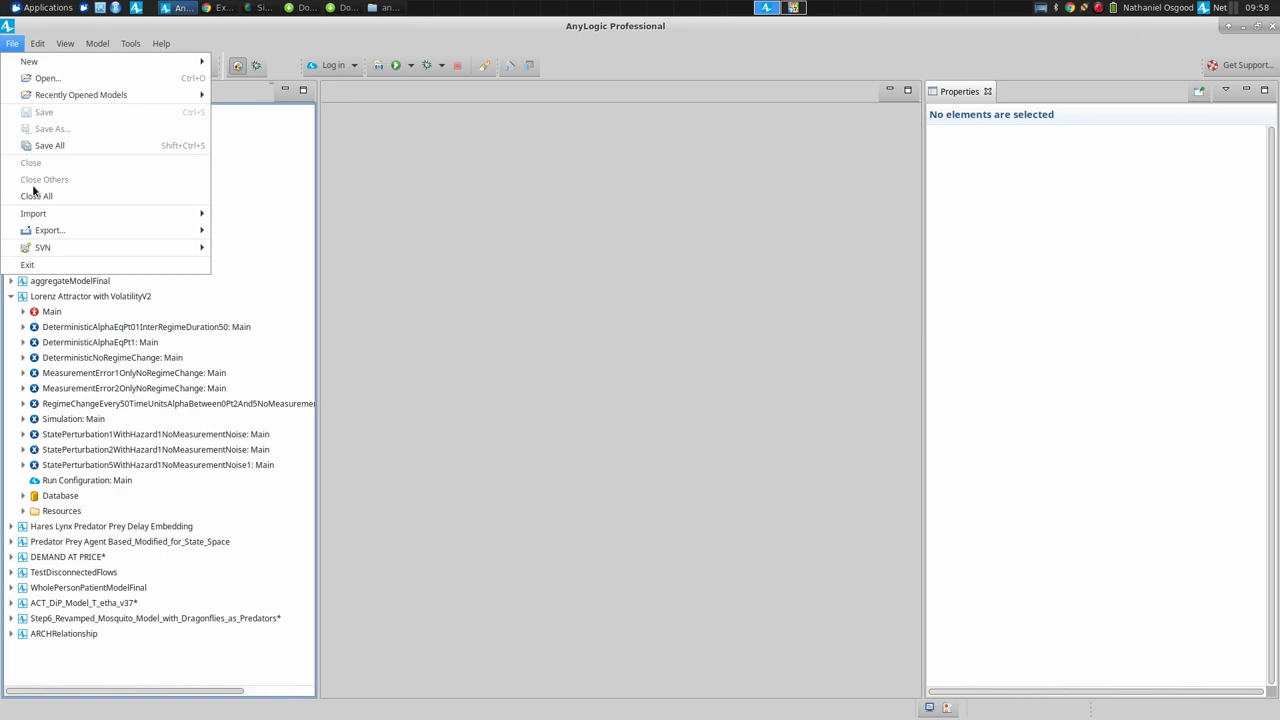 Applications An... Ex... Si... Do... Do... an... Nathaniel Osgood Net 09:58
AnyLogic Professional
File Edit View Model Tools Help
Log in Get Support...
New
Open... Ctrl+O
Recently Opened Models
Save Ctrl+S
Save As...
Save All Shift+Ctrl+S
Close
Close Others
Close All
Import
Export...
SVN
Exit
Properties
No elements are selected
aggregateModelFinal
Lorenz Attractor with VolatilityV2
Main
DeterministicAlphaEqPt01InterRegimeDuration50: Main
DeterministicAlphaEqPt1: Main
DeterministicNoRegimeChange: Main
MeasurementError1OnlyNoRegimeChange: Main
MeasurementError2OnlyNoRegimeChange: Main
RegimeChangeEvery50TimeUnitsAlphaBetween0Pt2And5NoMeasuremer
Simulation: Main
StatePerturbation1WithHazard1NoMeasurementNoise: Main
StatePerturbation2WithHazard1NoMeasurementNoise: Main
StatePerturbation5WithHazard1NoMeasurementNoise1: Main
Run Configuration: Main
Database
Resources
Hares Lynx Predator Prey Delay Embedding
Predator Prey Agent Based_Modified_for_State_Space
DEMAND AT PRICE*
TestDisconnectedFlows
WholePersonPatientModelFinal
ACT_DiP_Model_T_etha_v37*
Step6_Revamped_Mosquito_Model_with_Dragonflies_as_Predators*
ARCHRelationship